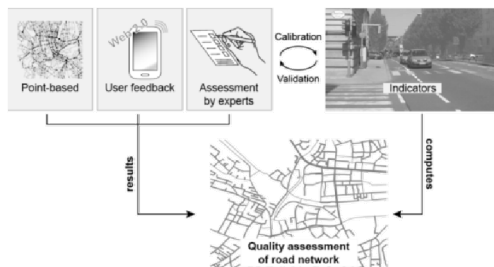 Web 2.0
Point-based
User feedback
Assessment
by experts
Calibration
Validation
Indicators
results
computes
Quality assessment
of road network